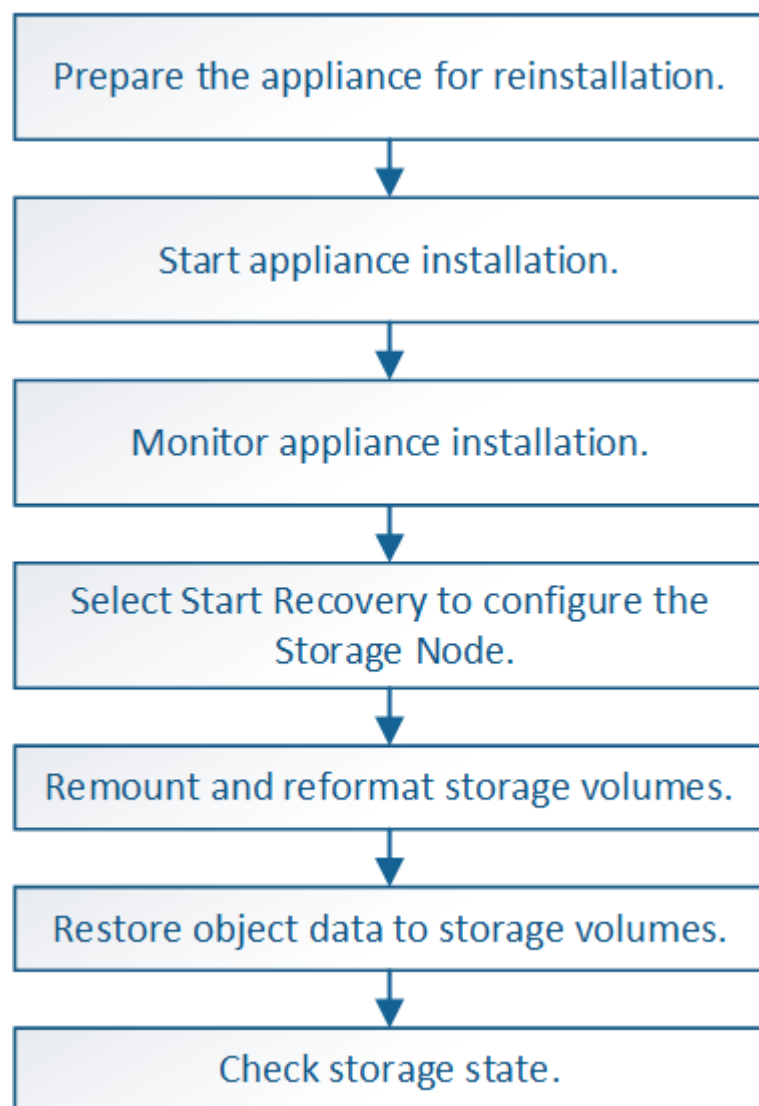 Prepare the appliance for reinstallation.
Start appliance installation.
Monitor appliance installation.
Select Start Recovery to configure the
Storage Node.
Remount and reformat storage volumes.
Restore object data to storage volumes.
Check storage state.